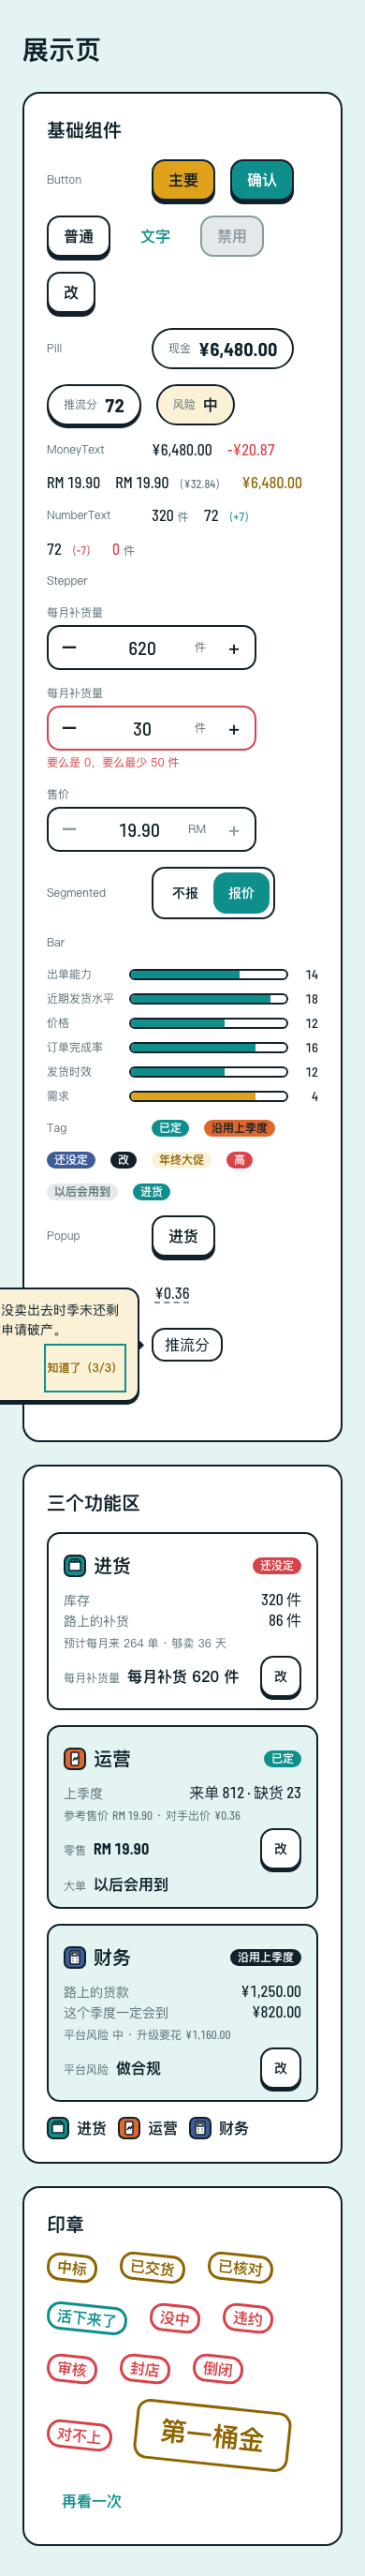 展示页
基础组件
Button 主要 确认
普通 文字 禁用
改
Pill 现金 ¥6,480.00
推流分 72 风险 中
MoneyText ¥6,480.00 -¥20.87
RM 19.90 RM 19.90 (¥32.84) ¥6,480.00
NumberText 320 件 72 (+7)
72 (-7) 0 件
Stepper
每月补货量
— 620 件 +
每月补货量
— 30 件 +
要么是 0，要么最少 50 件
售价
— 19.90 RM +
Segmented 不报 报价
Bar
出单能力 14
近期发货水平 18
价格 12
订单完成率 16
发货时效 12
需求 4
Tag 已定 沿用上季度
还没定 改 年终大促 高
以后会用到 进货
Popup 进货
¥0.36
没卖出去时季末还剩
申请破产。
推流分
知道了（3/3）
三个功能区
进货 还没定
库存 320 件
路上的补货 86 件
预计每月来 264 单 · 够卖 36 天
每月补货量 每月补货 620 件 改
运营 已定
上季度 来单 812 · 缺货 23
参考售价 RM 19.90 · 对手出价 ¥0.36
零售 RM 19.90 改
大单 以后会用到
财务 沿用上季度
路上的货款 ¥1,250.00
这个季度一定会到 ¥820.00
平台风险 中 · 升级要花 ¥1,160.00
平台风险 做合规 改
进货 运营 财务
印章
中标 已交货 已核对
活下来了 没中 违约
审核 封店 倒闭
对不上 第一桶金
再看一次